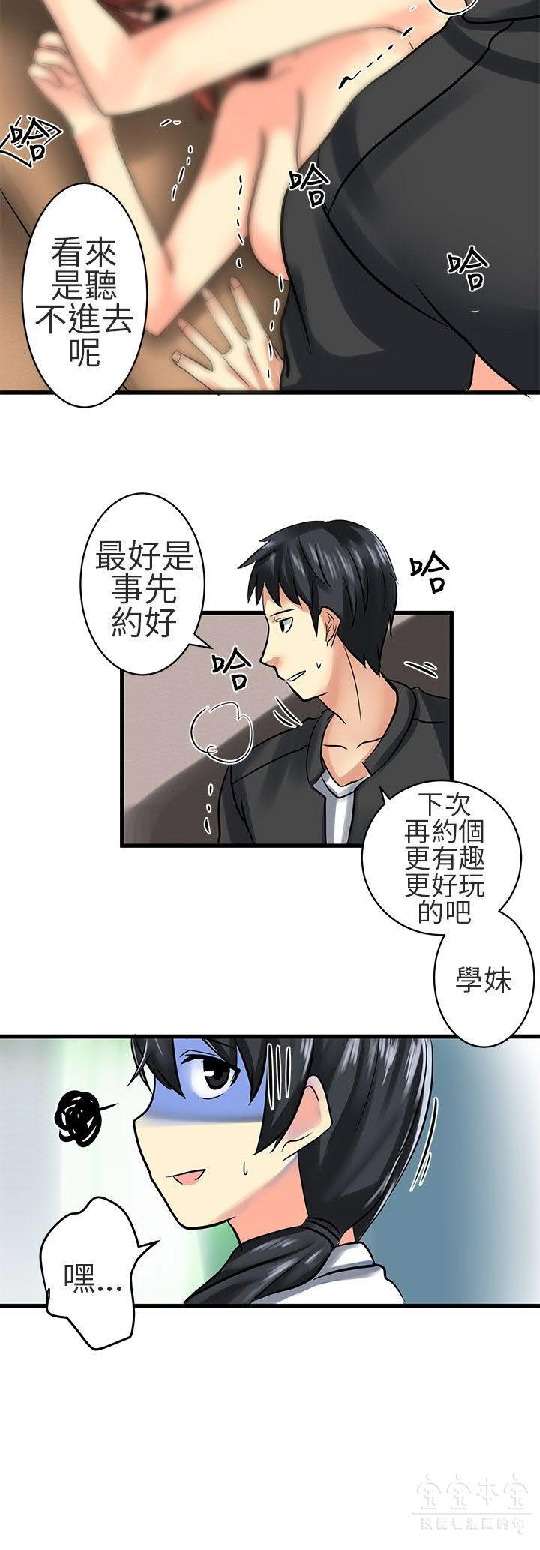 哈
哈
哈
看來
是聽
不進去
呢
最好是
事先
約好
哈
哈
下次
再約個
更有趣
更好玩
的吧
學妹
嘿…